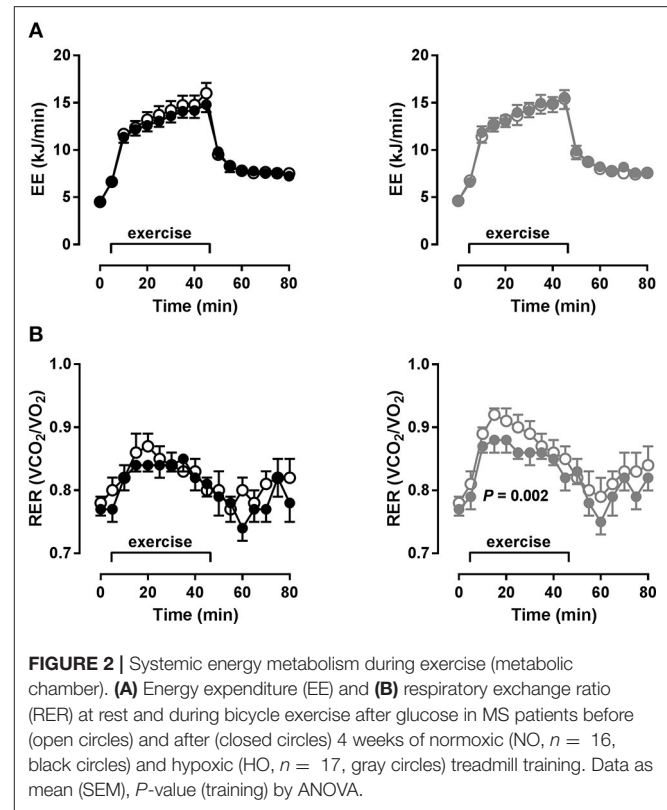 A
20
15
10
5
0
EE (kJ/min)
exercise
0 20 40 60 80
Time (min)
20
15
10
5
0
EE (kJ/min)
exercise
0 20 40 60 80
Time (min)
B
1.0
0.9
0.8
0.7
RER (VCO₂/VO₂)
exercise
0 20 40 60 80
Time (min)
1.0
0.9
0.8
0.7
RER (VCO₂/VO₂)
P = 0.002
exercise
0 20 40 60 80
Time (min)
FIGURE 2 | Systemic energy metabolism during exercise (metabolic
chamber). (A) Energy expenditure (EE) and (B) respiratory exchange ratio
(RER) at rest and during bicycle exercise after glucose in MS patients before
(open circles) and after (closed circles) 4 weeks of normoxic (NO, n = 16,
black circles) and hypoxic (HO, n = 17, gray circles) treadmill training. Data as
mean (SEM), P-value (training) by ANOVA.